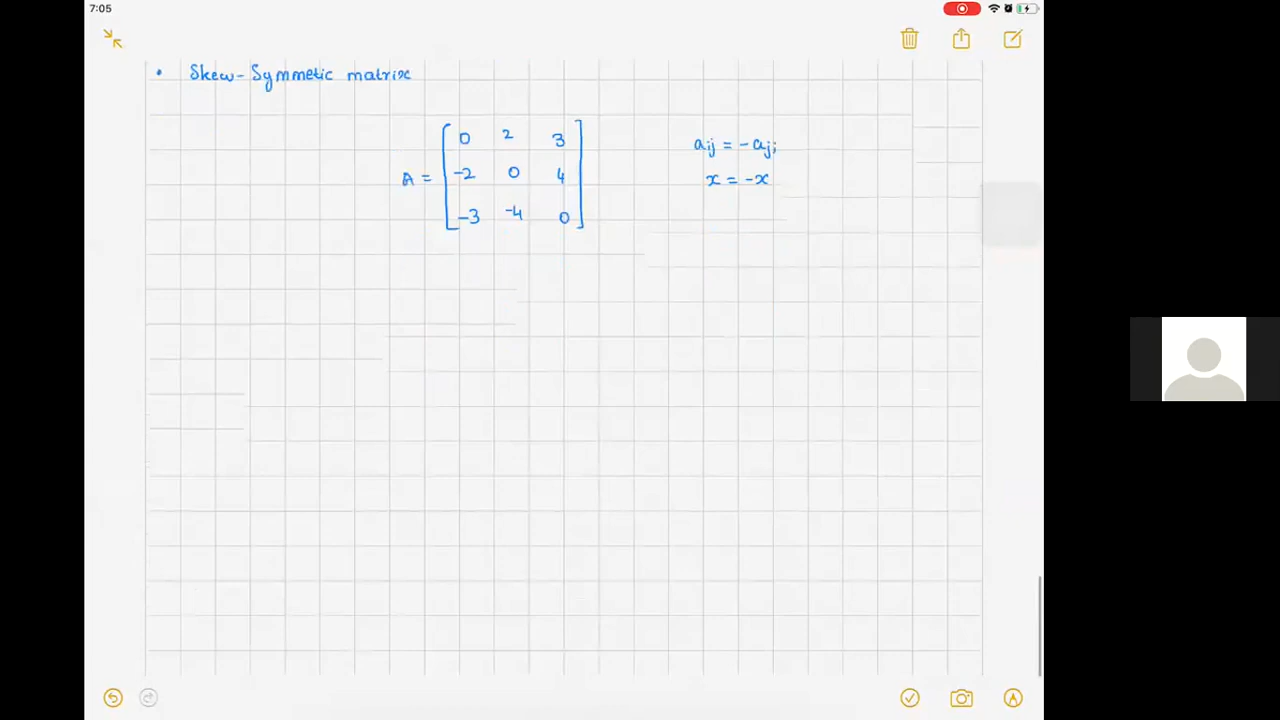 7:05
• Skew-Symmetric matrix
0 2 3
A = -2 0 4
-3 -4 0
aij = -aji
x = -x